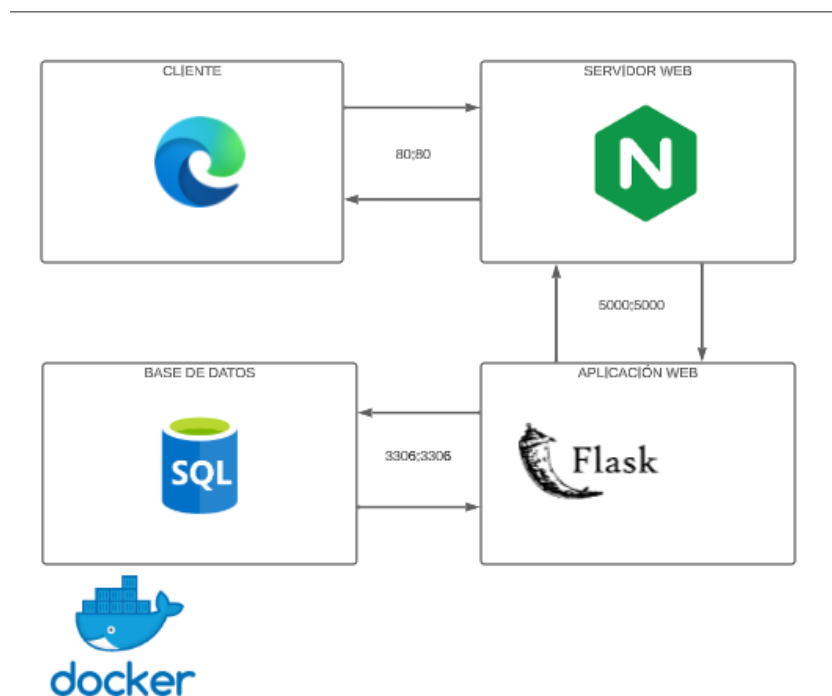 CLIENTE
SERVIDOR WEB
80;80
N
5000;5000
BASE DE DATOS
APLICACIÓN WEB
SQL
3306;3306
Flask
docker